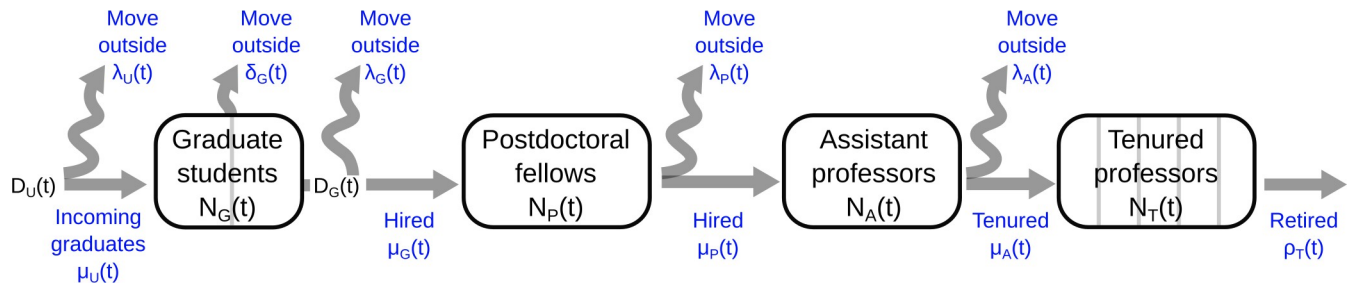 Move
outside
λU(t)
Move
outside
δG(t)
Move
outside
λG(t)
Move
outside
λP(t)
Move
outside
λA(t)
DU(t)
Incoming
graduates
μU(t)
Graduate
students
NG(t)
DG(t)
Hired
μG(t)
Postdoctoral
fellows
NP(t)
Hired
μP(t)
Assistant
professors
NA(t)
Tenured
μA(t)
Tenured
professors
NT(t)
Retired
ρT(t)